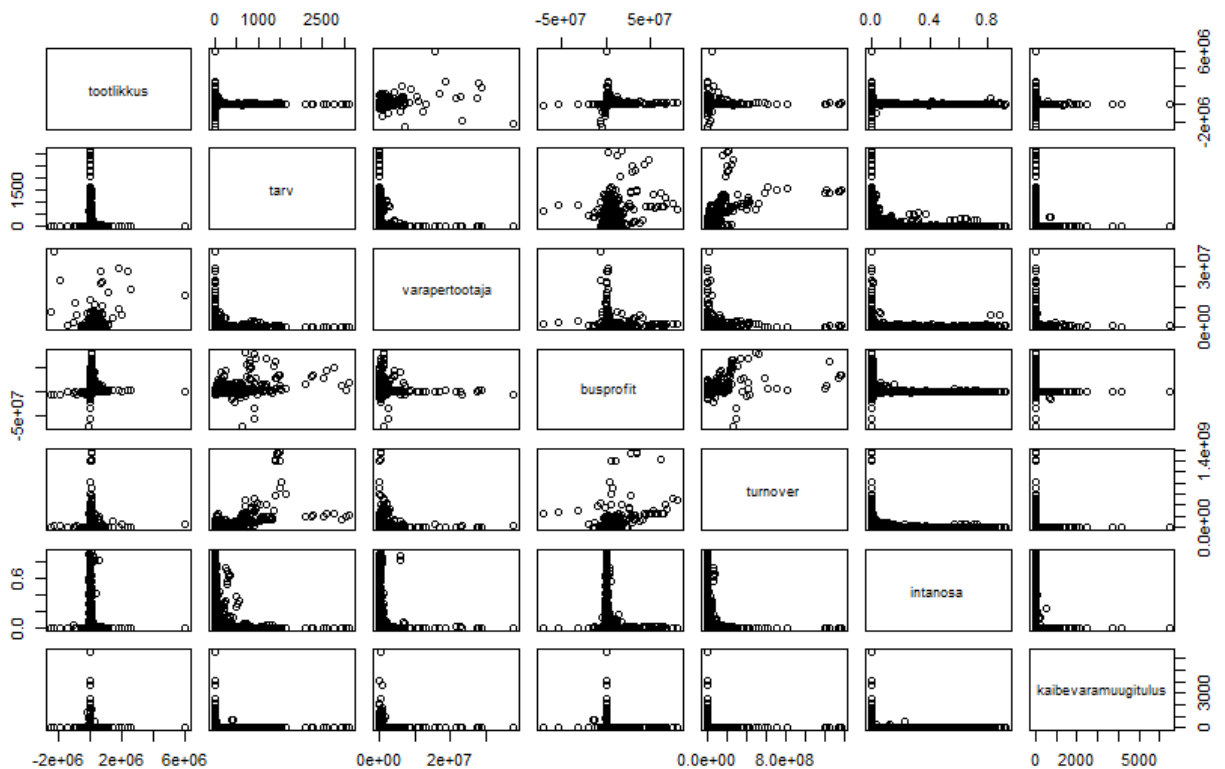 0 1000 2500 -5e+07 5e+07 0.0 0.4 0.8
tootlikkus -2e+06 6e+06
0 1500 tarv
varapertootaja 0e+00 3e+07
-5e+07 busprofit
turnover 0.0e+00 1.4e+09
0.0 0.6 intanosa
kaibevaramuugitulus 0 3000
-2e+06 2e+06 6e+06 0e+00 2e+07 0.0e+00 8.0e+08 0 2000 5000